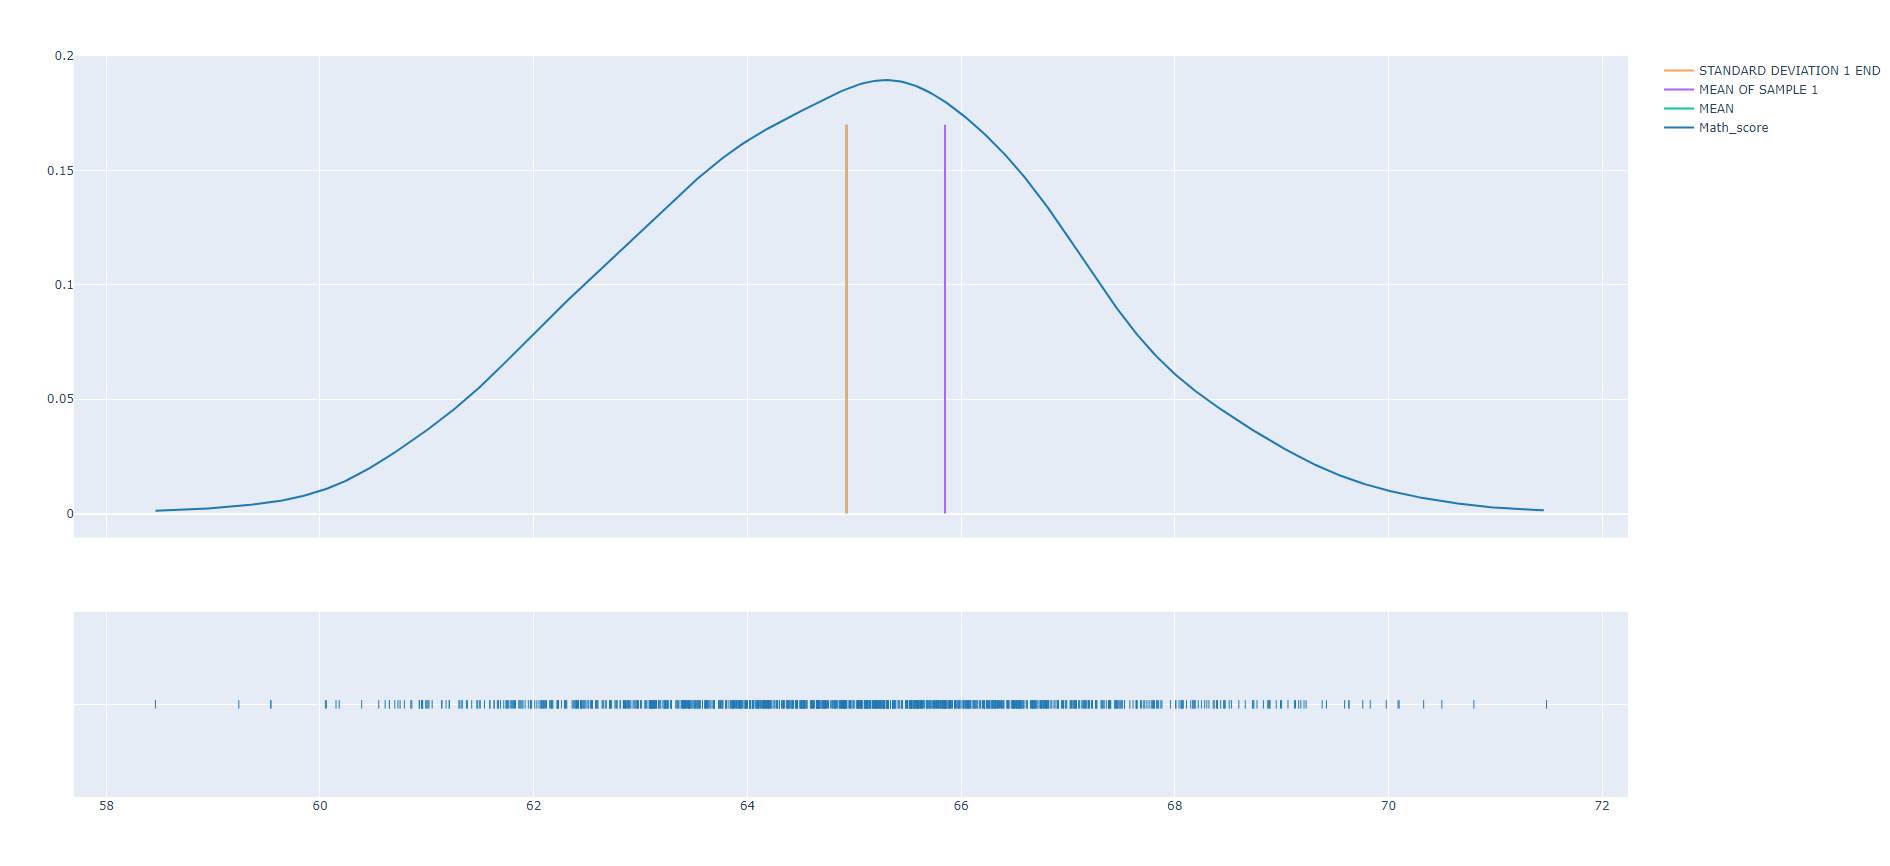 0.2
0.15
0.1
0.05
0
STANDARD DEVIATION 1 END
MEAN OF SAMPLE 1
MEAN
Math_score
58 60 62 64 66 68 70 72